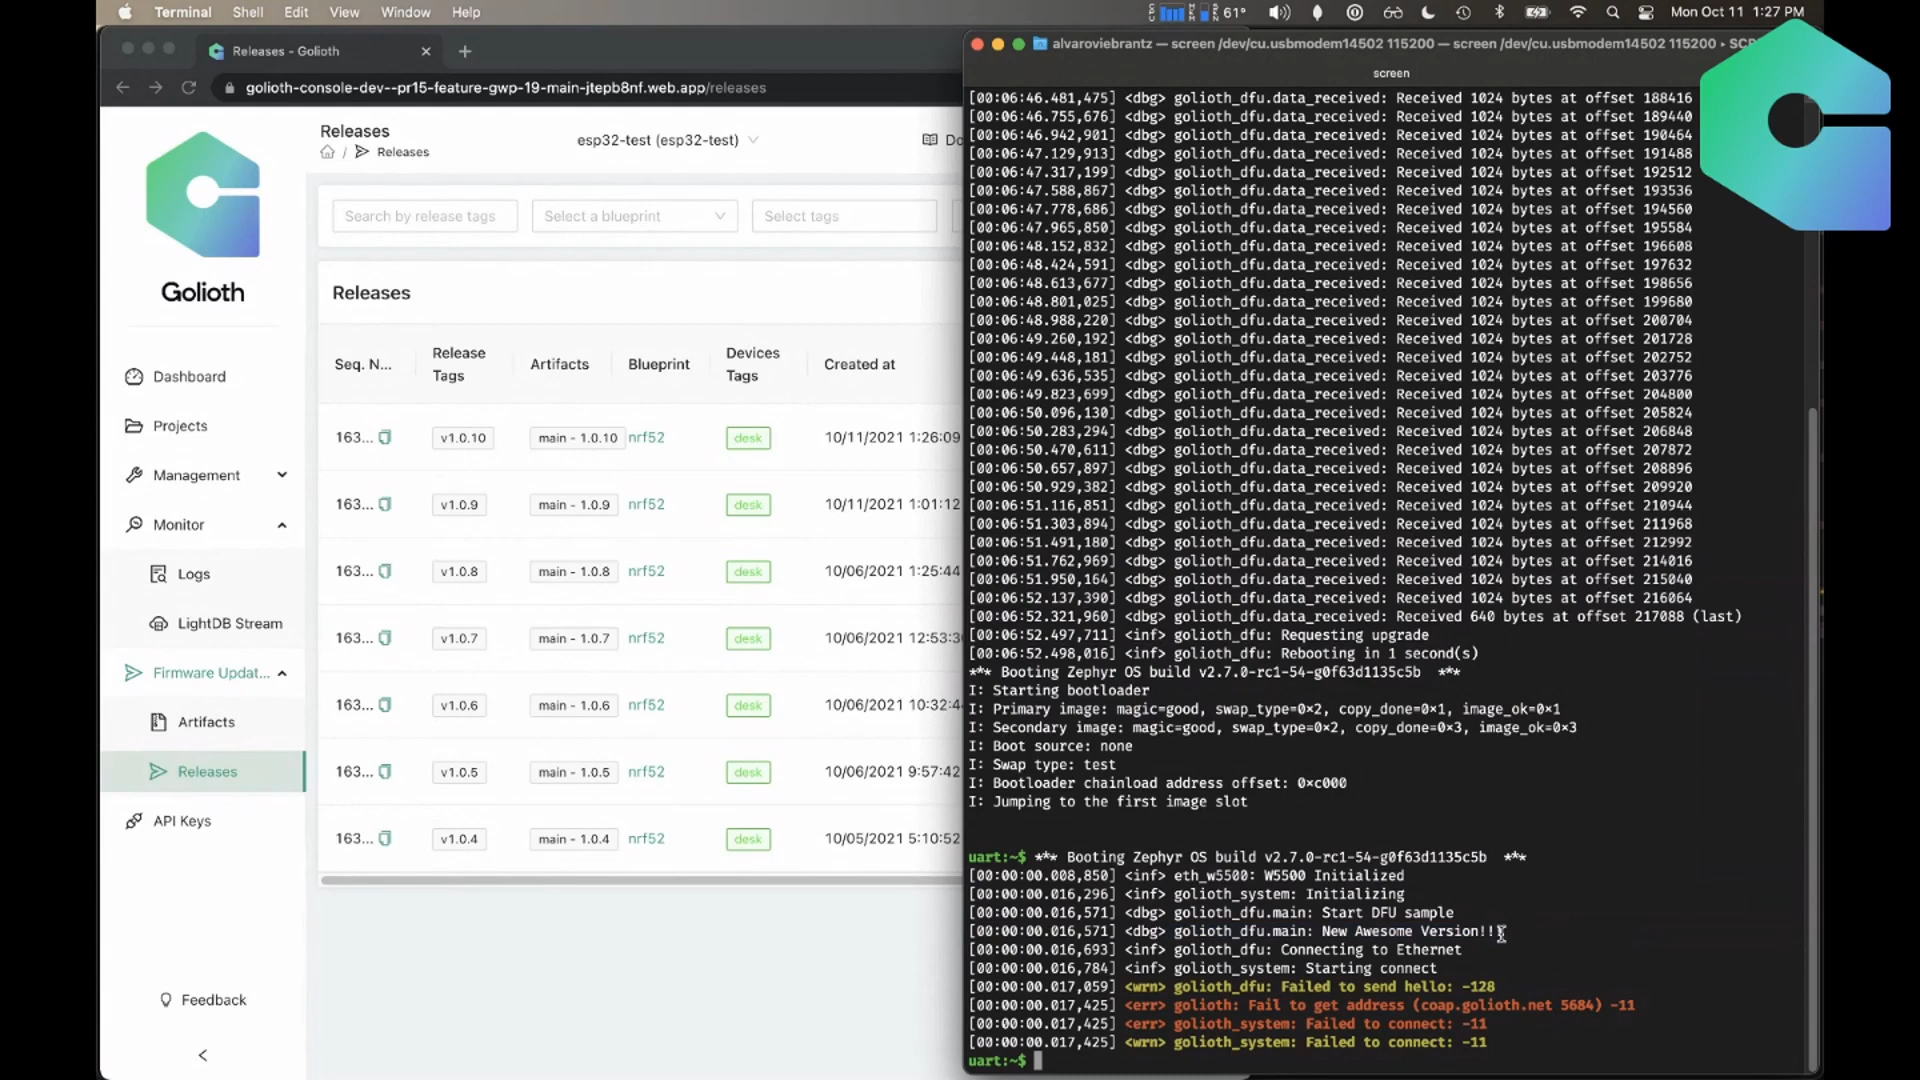 Terminal Shell Edit View Window Help
61° Mon Oct 11 1:27 PM
Releases - Golioth
golioth-console-dev--pr15-feature-gwp-19-main-jtepb8nf.web.app/releases
Golioth
Dashboard
Projects
Management
Monitor
Logs
LightDB Stream
Firmware Updat...
Artifacts
Releases
API Keys
Feedback
Releases
/ Releases
esp32-test (esp32-test)
Do
Search by release tags
Select a blueprint
Select tags
Releases
Seq. N... Release Tags Artifacts Blueprint Devices Tags Created at
163... v1.0.10 main - 1.0.10 nrf52 desk 10/11/2021 1:26:09
163... v1.0.9 main - 1.0.9 nrf52 desk 10/11/2021 1:01:12
163... v1.0.8 main - 1.0.8 nrf52 desk 10/06/2021 1:25:44
163... v1.0.7 main - 1.0.7 nrf52 desk 10/06/2021 12:53:3
163... v1.0.6 main - 1.0.6 nrf52 desk 10/06/2021 10:32:4
163... v1.0.5 main - 1.0.5 nrf52 desk 10/06/2021 9:57:42
163... v1.0.4 main - 1.0.4 nrf52 desk 10/05/2021 5:10:52
alvaroviebrantz — screen /dev/cu.usbmodem14502 115200 — screen /dev/cu.usbmodem14502 115200 ▸ SC
screen
[00:06:46.481,475] <dbg> golioth_dfu.data_received: Received 1024 bytes at offset 188416
[00:06:46.755,676] <dbg> golioth_dfu.data_received: Received 1024 bytes at offset 189440
[00:06:46.942,901] <dbg> golioth_dfu.data_received: Received 1024 bytes at offset 190464
[00:06:47.129,913] <dbg> golioth_dfu.data_received: Received 1024 bytes at offset 191488
[00:06:47.317,199] <dbg> golioth_dfu.data_received: Received 1024 bytes at offset 192512
[00:06:47.588,867] <dbg> golioth_dfu.data_received: Received 1024 bytes at offset 193536
[00:06:47.778,686] <dbg> golioth_dfu.data_received: Received 1024 bytes at offset 194560
[00:06:47.965,850] <dbg> golioth_dfu.data_received: Received 1024 bytes at offset 195584
[00:06:48.152,832] <dbg> golioth_dfu.data_received: Received 1024 bytes at offset 196608
[00:06:48.424,591] <dbg> golioth_dfu.data_received: Received 1024 bytes at offset 197632
[00:06:48.613,677] <dbg> golioth_dfu.data_received: Received 1024 bytes at offset 198656
[00:06:48.801,025] <dbg> golioth_dfu.data_received: Received 1024 bytes at offset 199680
[00:06:48.988,220] <dbg> golioth_dfu.data_received: Received 1024 bytes at offset 200704
[00:06:49.260,192] <dbg> golioth_dfu.data_received: Received 1024 bytes at offset 201728
[00:06:49.448,181] <dbg> golioth_dfu.data_received: Received 1024 bytes at offset 202752
[00:06:49.636,535] <dbg> golioth_dfu.data_received: Received 1024 bytes at offset 203776
[00:06:49.823,699] <dbg> golioth_dfu.data_received: Received 1024 bytes at offset 204800
[00:06:50.096,130] <dbg> golioth_dfu.data_received: Received 1024 bytes at offset 205824
[00:06:50.283,294] <dbg> golioth_dfu.data_received: Received 1024 bytes at offset 206848
[00:06:50.470,611] <dbg> golioth_dfu.data_received: Received 1024 bytes at offset 207872
[00:06:50.657,897] <dbg> golioth_dfu.data_received: Received 1024 bytes at offset 208896
[00:06:50.929,382] <dbg> golioth_dfu.data_received: Received 1024 bytes at offset 209920
[00:06:51.116,851] <dbg> golioth_dfu.data_received: Received 1024 bytes at offset 210944
[00:06:51.303,894] <dbg> golioth_dfu.data_received: Received 1024 bytes at offset 211968
[00:06:51.491,180] <dbg> golioth_dfu.data_received: Received 1024 bytes at offset 212992
[00:06:51.762,969] <dbg> golioth_dfu.data_received: Received 1024 bytes at offset 214016
[00:06:51.950,164] <dbg> golioth_dfu.data_received: Received 1024 bytes at offset 215040
[00:06:52.137,390] <dbg> golioth_dfu.data_received: Received 1024 bytes at offset 216064
[00:06:52.321,960] <dbg> golioth_dfu.data_received: Received 640 bytes at offset 217088 (last)
[00:06:52.497,711] <inf> golioth_dfu: Requesting upgrade
[00:06:52.498,016] <inf> golioth_dfu: Rebooting in 1 second(s)
*** Booting Zephyr OS build v2.7.0-rc1-54-g0f63d1135c5b ***
I: Starting bootloader
I: Primary image: magic=good, swap_type=0x2, copy_done=0x1, image_ok=0x1
I: Secondary image: magic=good, swap_type=0x2, copy_done=0x3, image_ok=0x3
I: Boot source: none
I: Swap type: test
I: Bootloader chainload address offset: 0xc000
I: Jumping to the first image slot
uart:~$ *** Booting Zephyr OS build v2.7.0-rc1-54-g0f63d1135c5b ***
[00:00:00.008,850] <inf> eth_w5500: W5500 Initialized
[00:00:00.016,296] <inf> golioth_system: Initializing
[00:00:00.016,571] <dbg> golioth_dfu.main: Start DFU sample
[00:00:00.016,571] <dbg> golioth_dfu.main: New Awesome Version!!!
[00:00:00.016,693] <inf> golioth_dfu: Connecting to Ethernet
[00:00:00.016,784] <inf> golioth_system: Starting connect
[00:00:00.017,059] <wrn> golioth_dfu: Failed to send hello: -128
[00:00:00.017,425] <err> golioth: Fail to get address (coap.golioth.net 5684) -11
[00:00:00.017,425] <err> golioth_system: Failed to connect: -11
[00:00:00.017,425] <wrn> golioth_system: Failed to connect: -11
uart:~$